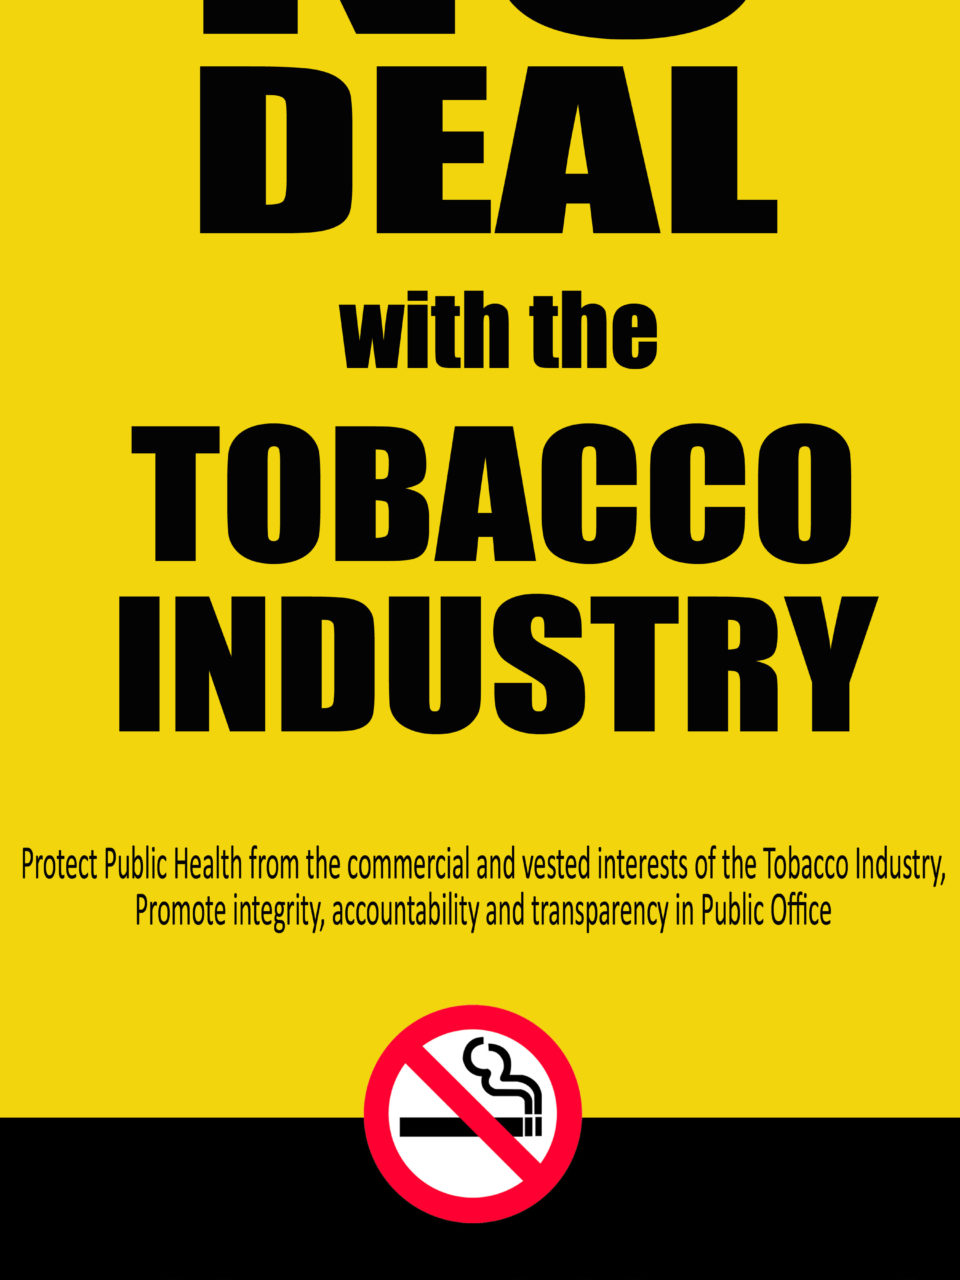 NO
DEAL
with the
TOBACCO
INDUSTRY
Protect Public Health from the commercial and vested interests of the Tobacco Industry,
Promote integrity, accountability and transparency in Public Office